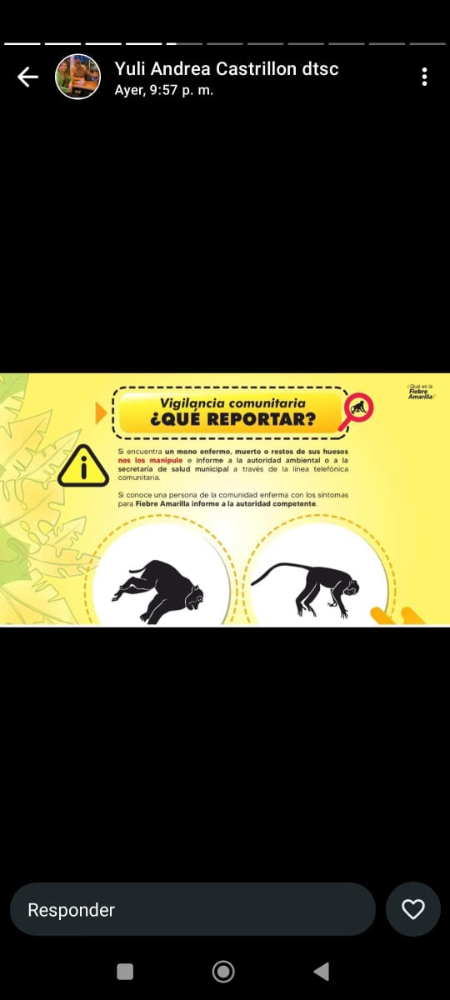 Yuli Andrea Castrillon dtsc
Ayer, 9:57 p. m.
¿Qué es la
Fiebre
Amarilla?
Vigilancia comunitaria
¿QUÉ REPORTAR?
Si encuentra un mono enfermo, muerto o restos de sus huesos
nos los manipule e informe a la autoridad ambiental o a la
secretaría de salud municipal a través de la línea telefónica
comunitaria.
Si conoce una persona de la comunidad enferma con los síntomas
para Fiebre Amarilla informe a la autoridad competente.
Responder